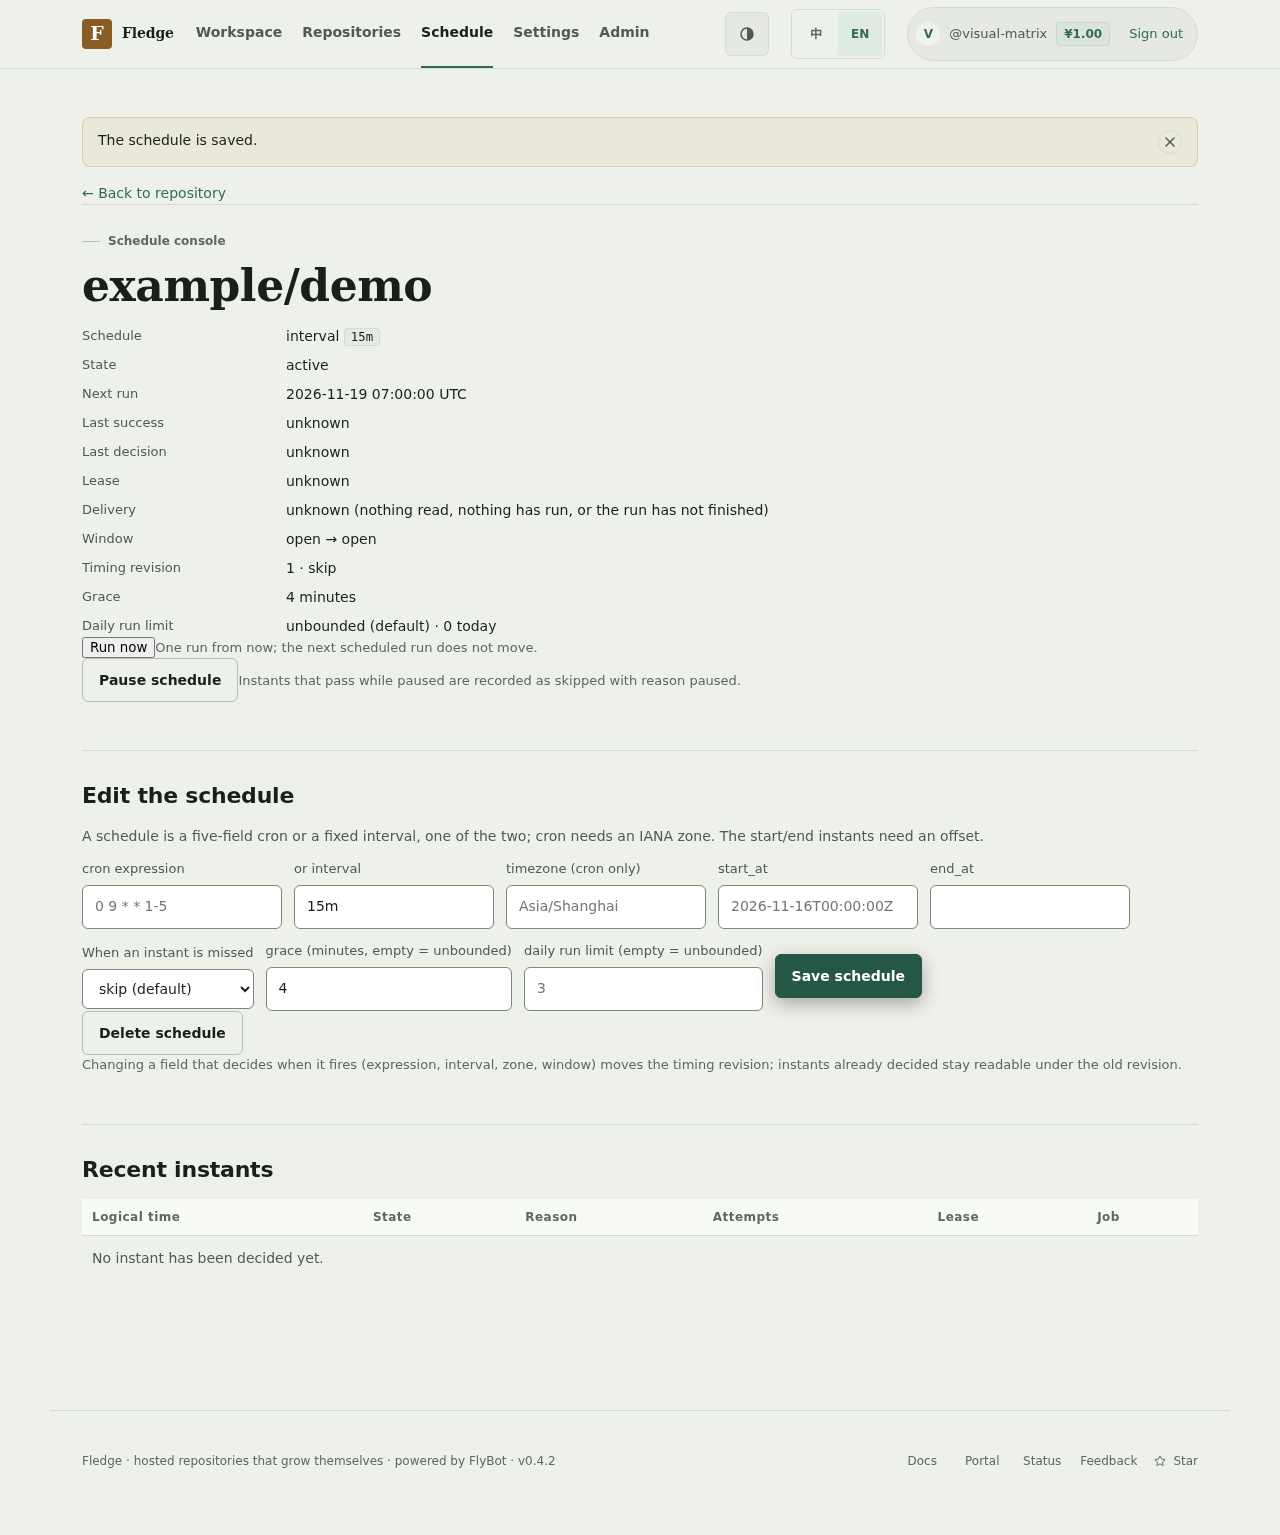 F Fledge Workspace Repositories Schedule Settings Admin 中 EN V @visual-matrix ¥1.00 Sign out
The schedule is saved.
← Back to repository
Schedule console
example/demo
Schedule interval 15m
State active
Next run 2026-11-19 07:00:00 UTC
Last success unknown
Last decision unknown
Lease unknown
Delivery unknown (nothing read, nothing has run, or the run has not finished)
Window open → open
Timing revision 1 · skip
Grace 4 minutes
Daily run limit unbounded (default) · 0 today
Run now One run from now; the next scheduled run does not move.
Pause schedule Instants that pass while paused are recorded as skipped with reason paused.
Edit the schedule
A schedule is a five-field cron or a fixed interval, one of the two; cron needs an IANA zone. The start/end instants need an offset.
cron expression or interval timezone (cron only) start_at end_at
0 9 * * 1-5 15m Asia/Shanghai 2026-11-16T00:00:00Z
When an instant is missed grace (minutes, empty = unbounded) daily run limit (empty = unbounded)
skip (default) 4 3 Save schedule
Delete schedule
Changing a field that decides when it fires (expression, interval, zone, window) moves the timing revision; instants already decided stay readable under the old revision.
Recent instants
Logical time State Reason Attempts Lease Job
No instant has been decided yet.
Fledge · hosted repositories that grow themselves · powered by FlyBot · v0.4.2 Docs Portal Status Feedback Star